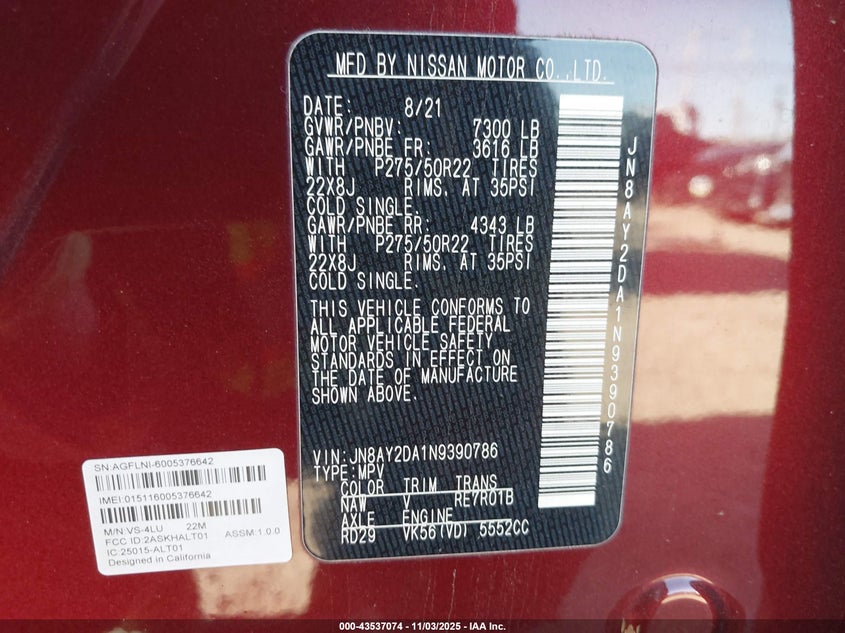 MFD BY NISSAN MOTOR CO.,LTD.
DATE: 8/21
GVWR/PNBV: 7300 LB
GAWR/PNBE FR: 3616 LB
WITH P275/50R22 TIRES
22X8J RIMS, AT 35PSI
COLD SINGLE.
GAWR/PNBE RR: 4343 LB
WITH P275/50R22 TIRES
22X8J RIMS, AT 35PSI
COLD SINGLE.
THIS VEHICLE CONFORMS TO
ALL APPLICABLE FEDERAL
MOTOR VEHICLE SAFETY
STANDARDS IN EFFECT ON
THE DATE OF MANUFACTURE
SHOWN ABOVE.
VIN:JN8AY2DA1N9390786
TYPE:MPV
COLOR TRIM TRANS
NAW Y RE7R01B
AXLE ENGINE
RD29 VK56(VD) 5552CC
JN8AY2DA1N9390786
SN:AGFLNI-6005376642
IMEI:015116005376642
M/N:VS-4LU 22M
FCC ID:2ASKHALT01 ASSM:1.0.0
IC:25015-ALT01
Designed in California
000-43537074 - 11/03/2025 - IAA Inc.